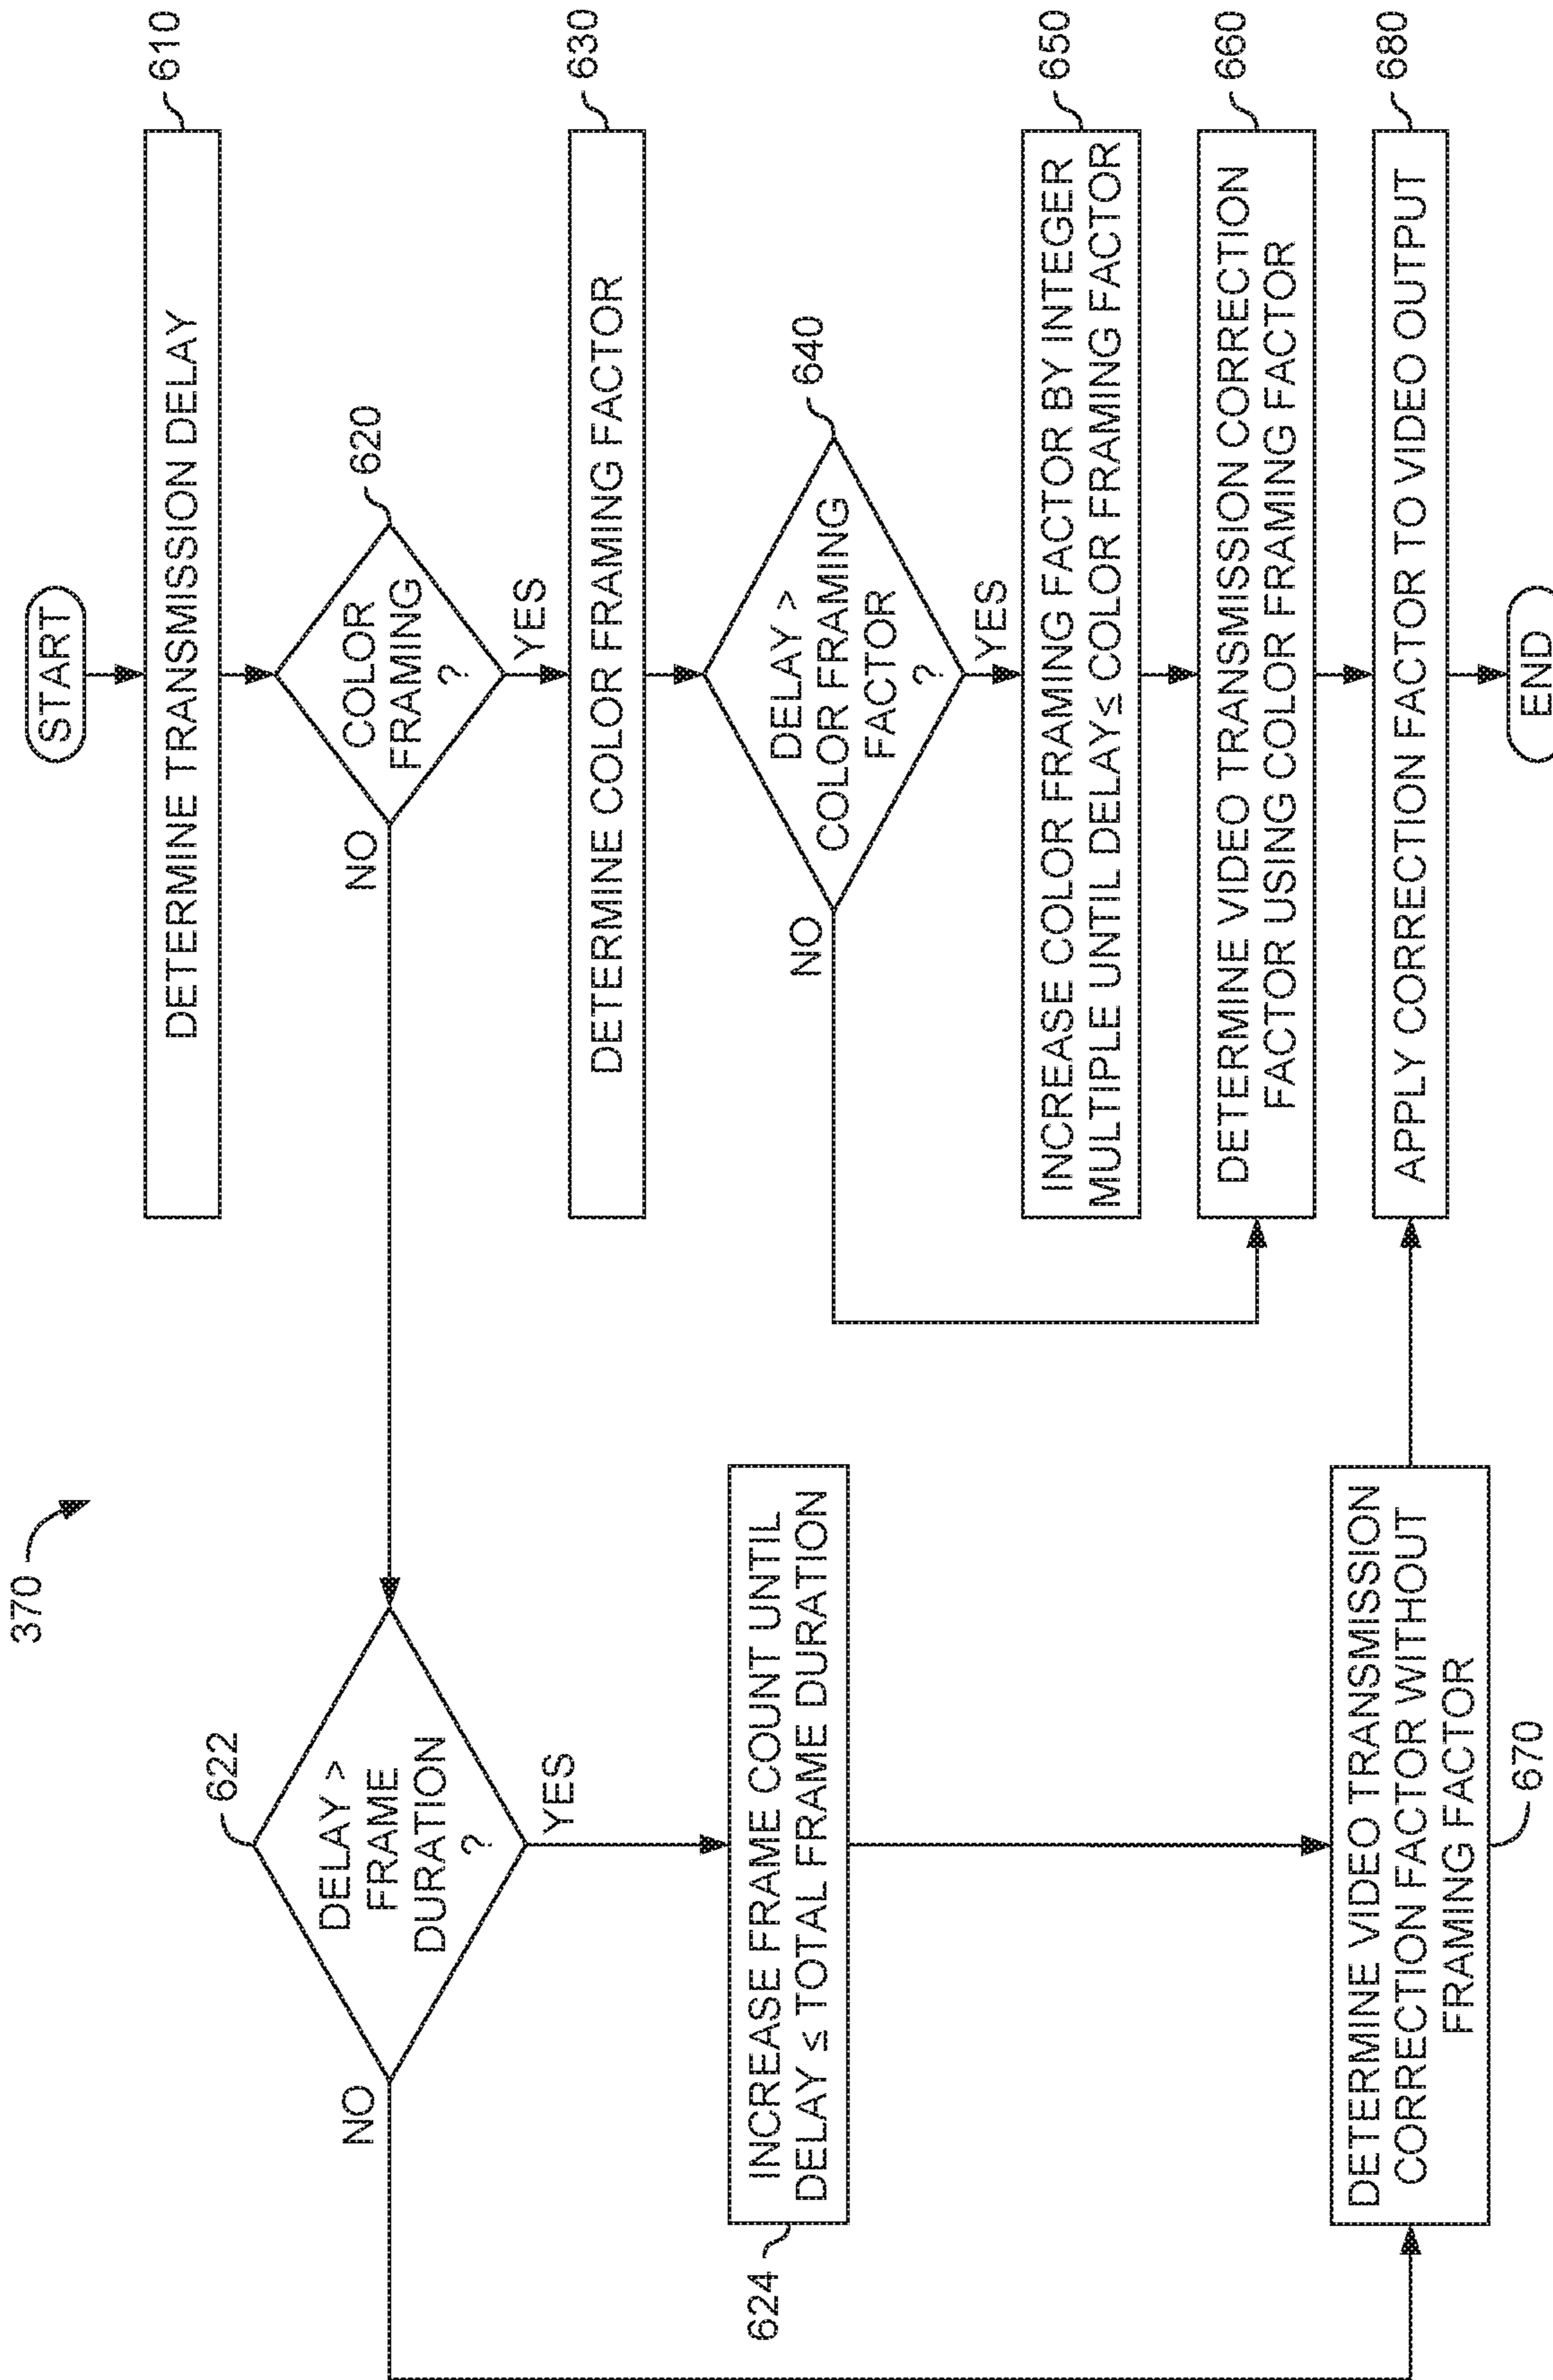 370
START
DETERMINE TRANSMISSION DELAY
610
COLOR
FRAMING
?
620
NO
YES
DELAY >
FRAME
DURATION
?
622
NO
YES
DETERMINE COLOR FRAMING FACTOR
630
INCREASE FRAME COUNT UNTIL
DELAY ≤ TOTAL FRAME DURATION
624
DELAY >
COLOR FRAMING
FACTOR
?
640
NO
YES
INCREASE COLOR FRAMING FACTOR BY INTEGER
MULTIPLE UNTIL DELAY≤ COLOR FRAMING FACTOR
650
DETERMINE VIDEO TRANSMISSION CORRECTION
FACTOR USING COLOR FRAMING FACTOR
660
DETERMINE VIDEO TRANSMISSION
CORRECTION FACTOR WITHOUT
FRAMING FACTOR
670
APPLY CORRECTION FACTOR TO VIDEO OUTPUT
680
END